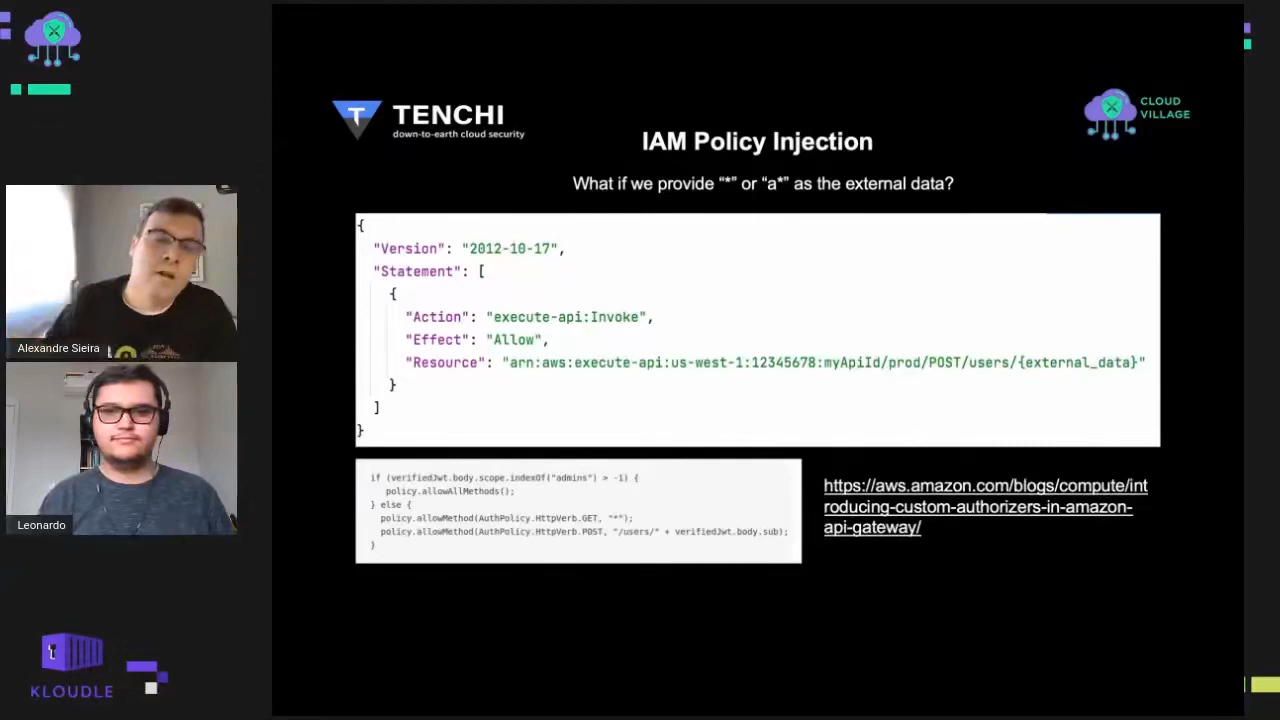 TENCHI
down-to-earth cloud security
CLOUD
VILLAGE
IAM Policy Injection
What if we provide “*” or “a*” as the external data?
{
"Version": "2012-10-17",
"Statement": [
{
"Action": "execute-api:Invoke",
"Effect": "Allow",
"Resource": "arn:aws:execute-api:us-west-1:12345678:myApiId/prod/POST/users/{external_data}"
}
]
}
if (verifiedJwt.body.scope.indexOf("admins") > -1) {
policy.allowAllMethods();
} else {
policy.allowMethod(AuthPolicy.HttpVerb.GET, "*");
policy.allowMethod(AuthPolicy.HttpVerb.POST, "/users/" + verifiedJwt.body.sub);
}
https://aws.amazon.com/blogs/compute/int
roducing-custom-authorizers-in-amazon-
api-gateway/
Alexandre Sieira
Leonardo
KLOUDLE